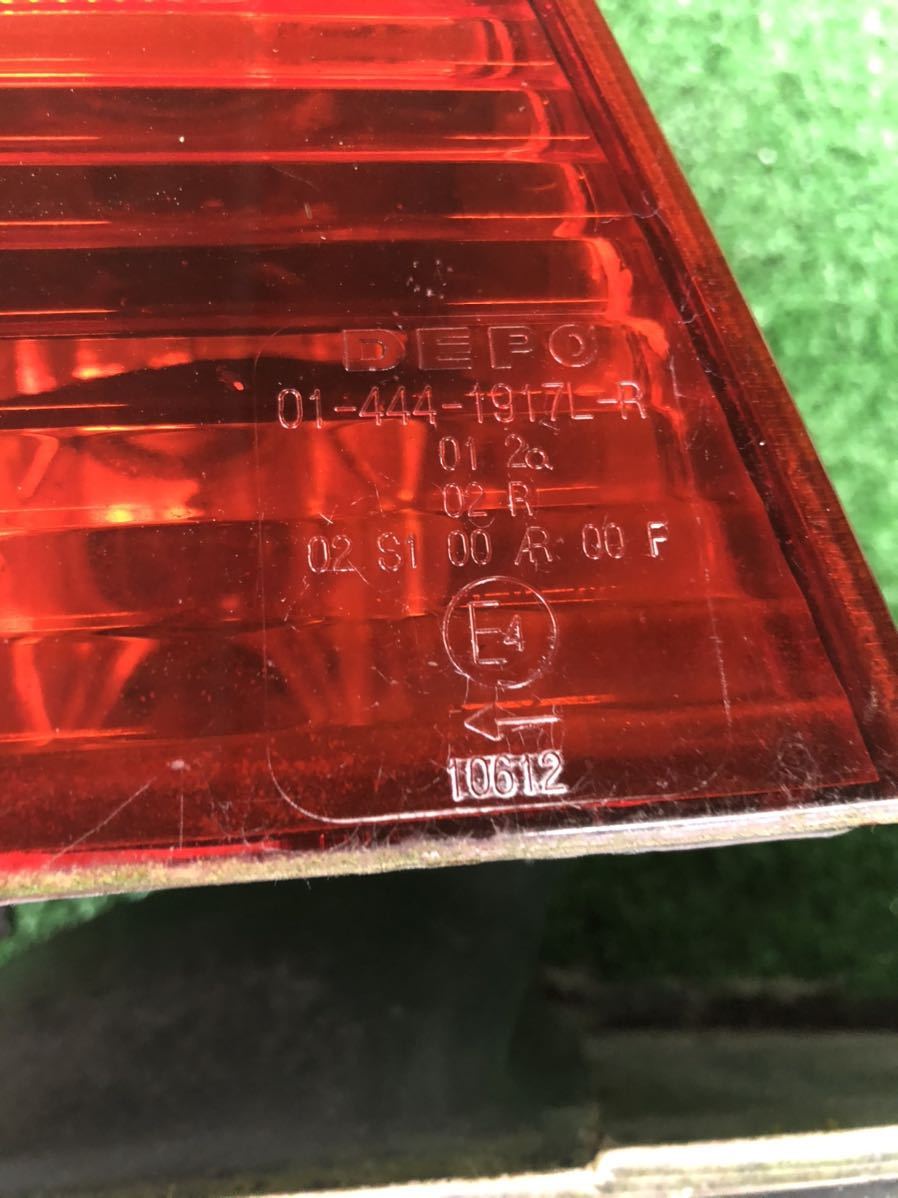 DEPO
01-444-1917L-R
01 2a
02 R
02 S1 00 AR 00 F
E4
10612